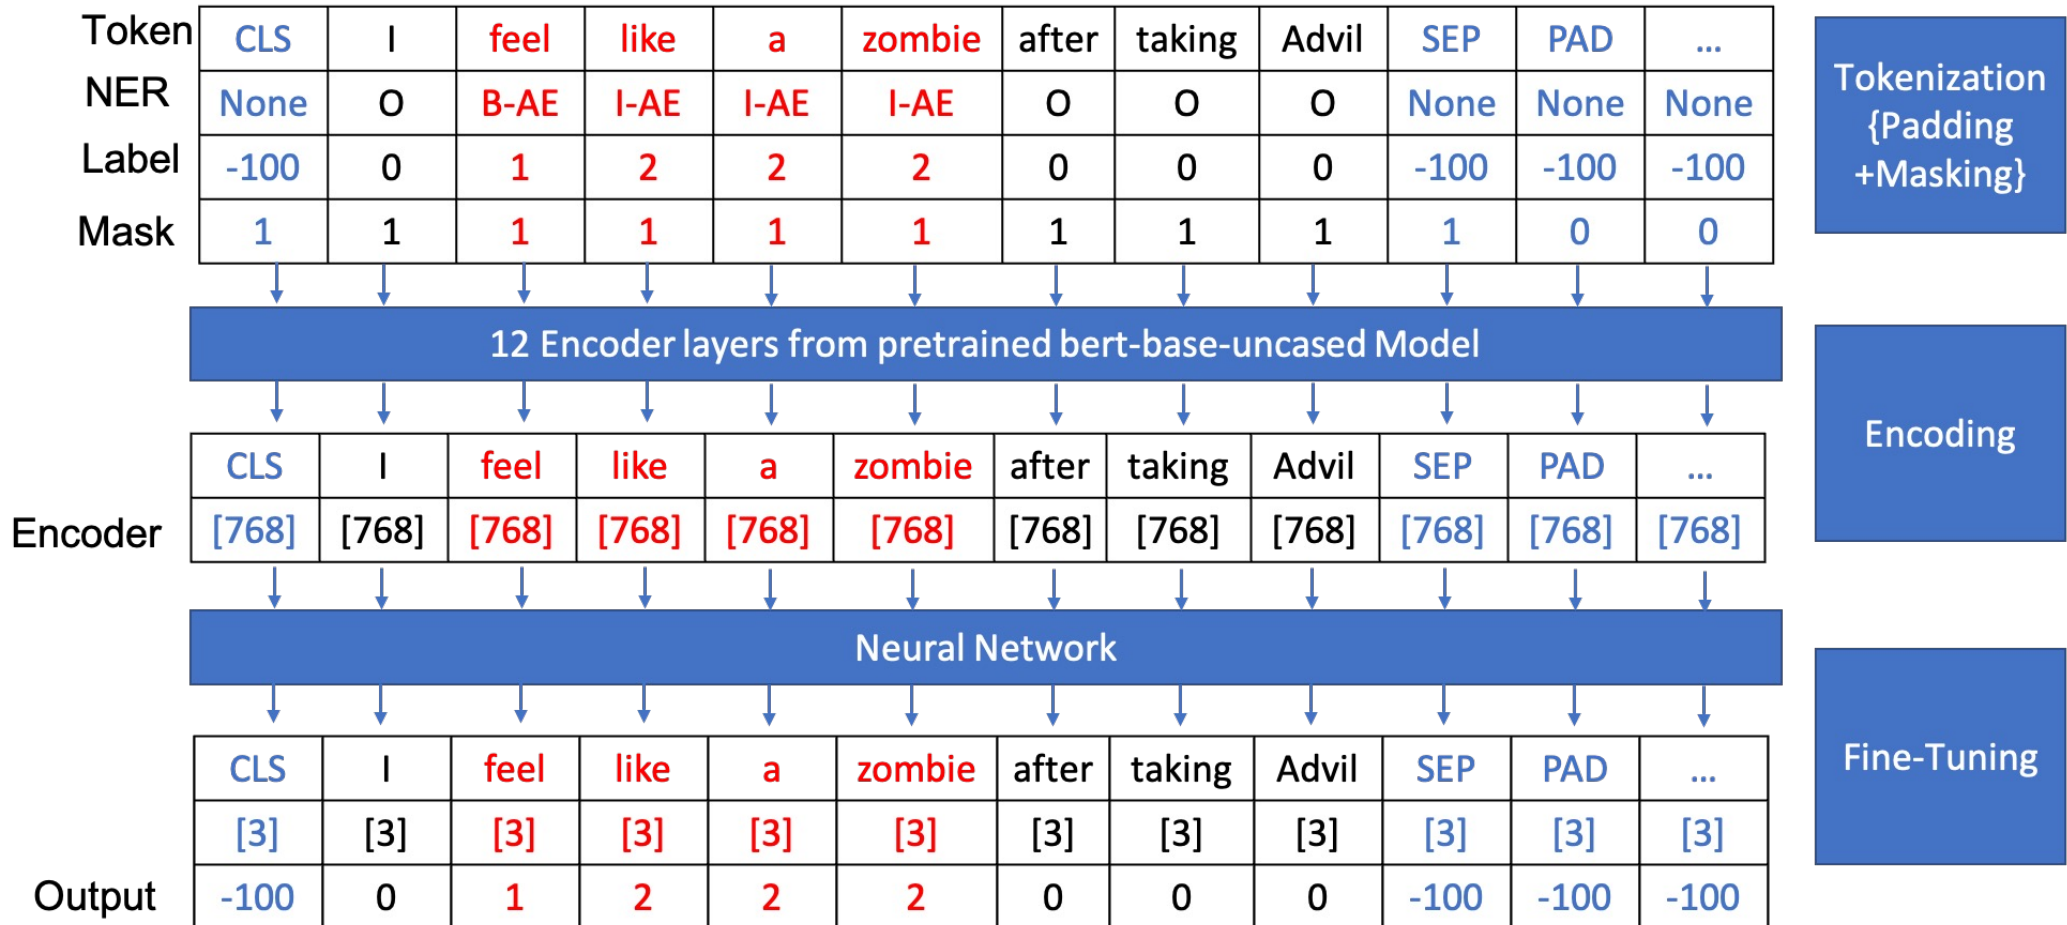 Token CLS I feel like a zombie after taking Advil SEP PAD ...
NER None O B-AE I-AE I-AE I-AE O O O None None None
Label -100 0 1 2 2 2 0 0 0 -100 -100 -100
Mask 1 1 1 1 1 1 1 1 1 1 0 0
Tokenization
{Padding
+Masking}
12 Encoder layers from pretrained bert-base-uncased Model
CLS I feel like a zombie after taking Advil SEP PAD ...
Encoder [768] [768] [768] [768] [768] [768] [768] [768] [768] [768] [768] [768]
Encoding
Neural Network
CLS I feel like a zombie after taking Advil SEP PAD ...
[3] [3] [3] [3] [3] [3] [3] [3] [3] [3] [3] [3]
Output -100 0 1 2 2 2 0 0 0 -100 -100 -100
Fine-Tuning